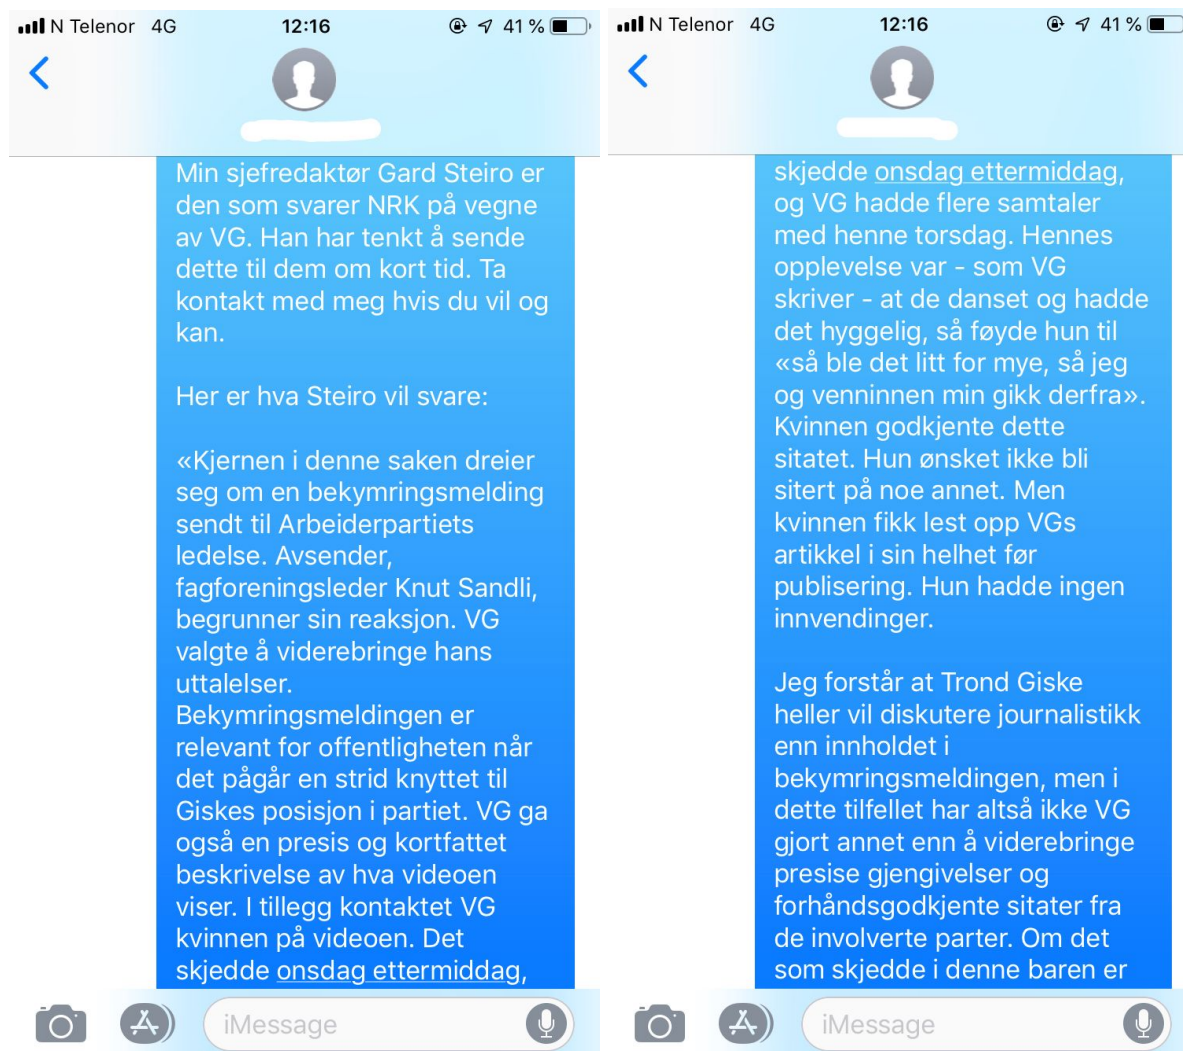 N Telenor 4G 12:16 41 %
Min sjefredaktør Gard Steiro er
den som svarer NRK på vegne
av VG. Han har tenkt å sende
dette til dem om kort tid. Ta
kontakt med meg hvis du vil og
kan.
Her er hva Steiro vil svare:
«Kjernen i denne saken dreier
seg om en bekymringsmelding
sendt til Arbeiderpartiets
ledelse. Avsender,
fagforeningsleder Knut Sandli,
begrunner sin reaksjon. VG
valgte å viderebringe hans
uttalelser.
Bekymringsmeldingen er
relevant for offentligheten når
det pågår en strid knyttet til
Giskes posisjon i partiet. VG ga
også en presis og kortfattet
beskrivelse av hva videoen
viser. I tillegg kontaktet VG
kvinnen på videoen. Det
skjedde onsdag ettermiddag,
iMessage
N Telenor 4G 12:16 41 %
skjedde onsdag ettermiddag,
og VG hadde flere samtaler
med henne torsdag. Hennes
opplevelse var - som VG
skriver - at de danset og hadde
det hyggelig, så føyde hun til
«så ble det litt for mye, så jeg
og venninnen min gikk derfra».
Kvinnen godkjente dette
sitatet. Hun ønsket ikke bli
sitert på noe annet. Men
kvinnen fikk lest opp VGs
artikkel i sin helhet før
publisering. Hun hadde ingen
innvendinger.
Jeg forstår at Trond Giske
heller vil diskutere journalistikk
enn innholdet i
bekymringsmeldingen, men i
dette tilfellet har altså ikke VG
gjort annet enn å viderebringe
presise gjengivelser og
forhåndsgodkjente sitater fra
de involverte parter. Om det
som skjedde i denne baren er
iMessage